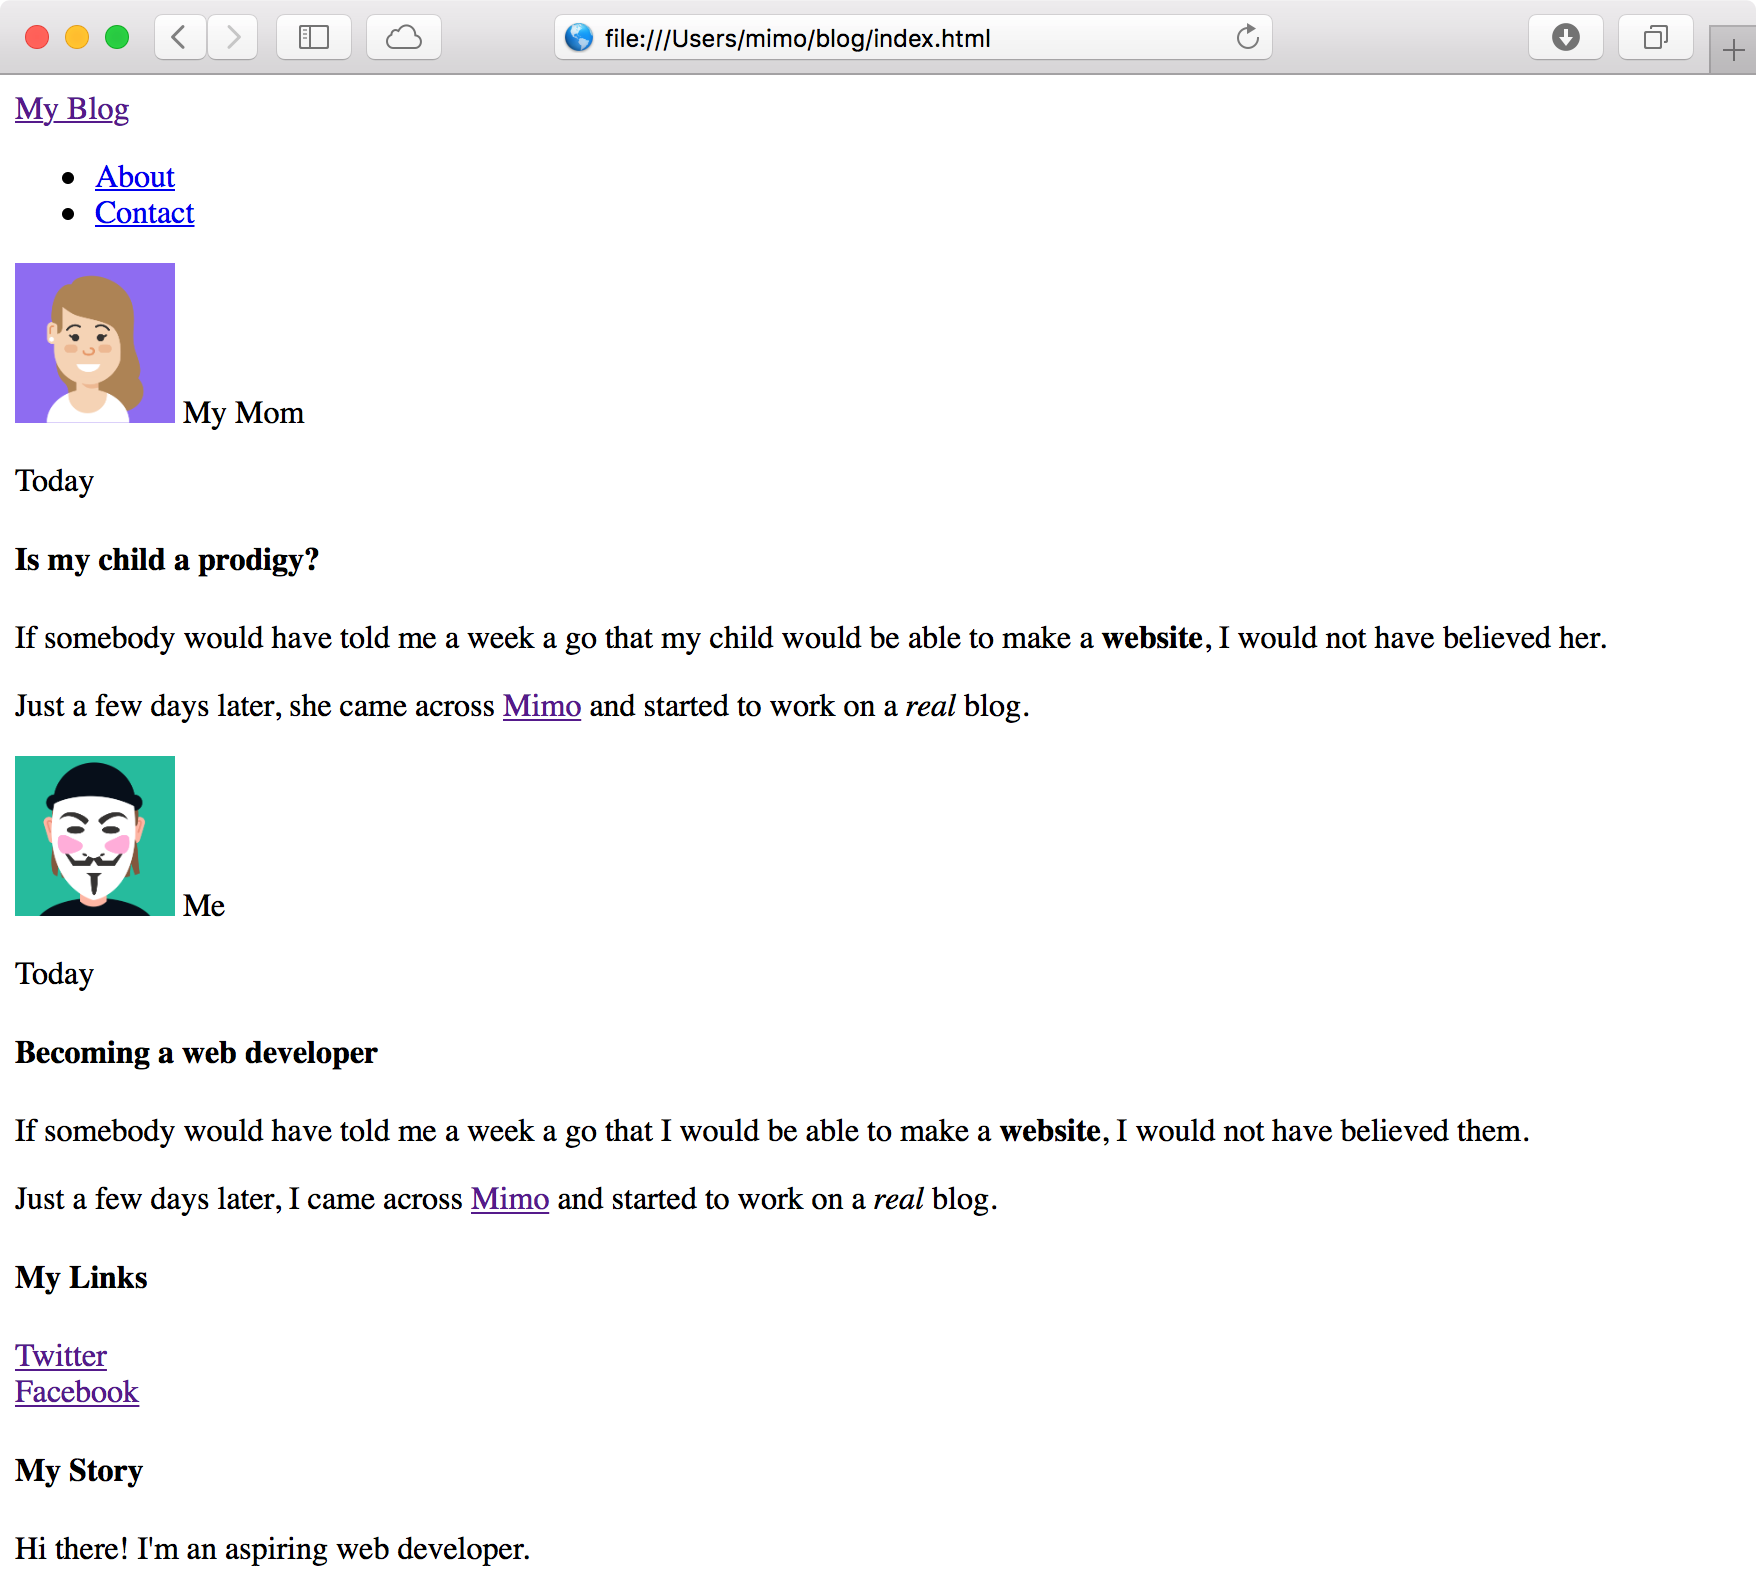 file:///Users/mimo/blog/index.html
My Blog
About
Contact
My Mom
Today
Is my child a prodigy?
If somebody would have told me a week a go that my child would be able to make a website, I would not have believed her.
Just a few days later, she came across Mimo and started to work on a real blog.
Me
Today
Becoming a web developer
If somebody would have told me a week a go that I would be able to make a website, I would not have believed them.
Just a few days later, I came across Mimo and started to work on a real blog.
My Links
Twitter
Facebook
My Story
Hi there! I'm an aspiring web developer.